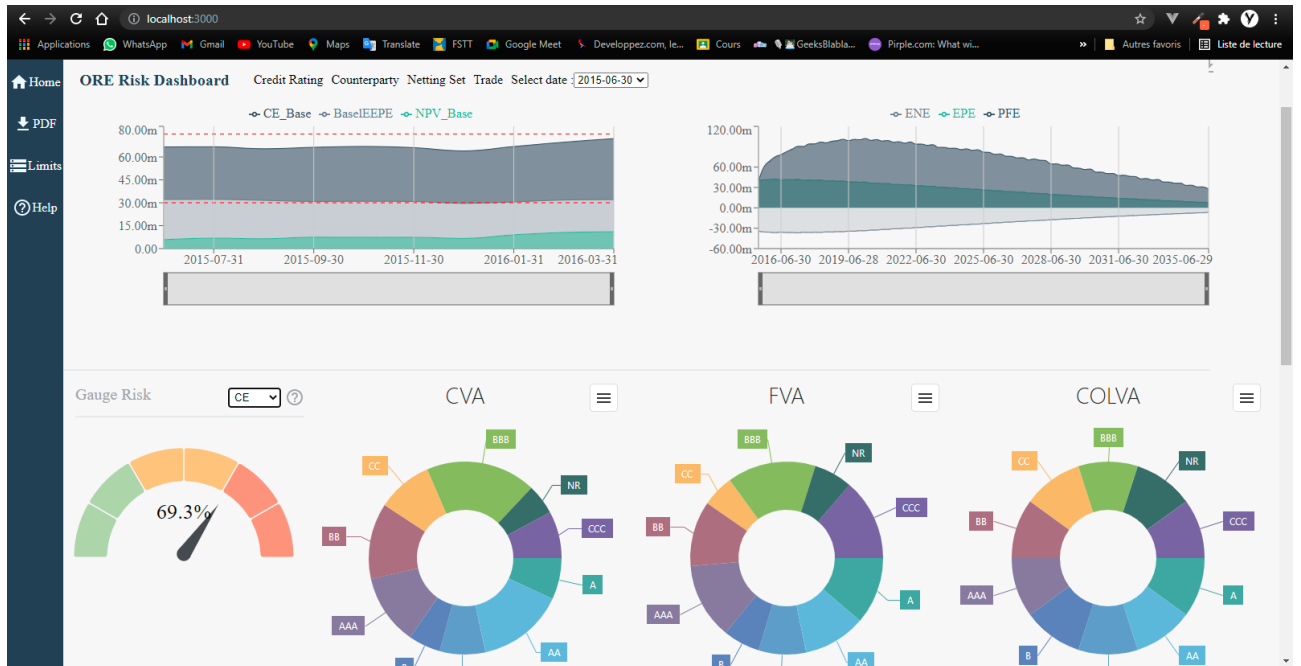 localhost:3000
Applications WhatsApp Gmail YouTube Maps Translate FSTT Google Meet Developpez.com, le... Cours GeeksBlabla... Pirple.com: What wi... » Autres favoris Liste de lecture
Home
PDF
Limits
Help
ORE Risk Dashboard Credit Rating Counterparty Netting Set Trade Select date : 2015-06-30
CE_Base BaselEEPE NPV_Base
80.00m
60.00m
45.00m
30.00m
15.00m
0.00
2015-07-31 2015-09-30 2015-11-30 2016-01-31 2016-03-31
ENE EPE PFE
120.00m
60.00m
30.00m
0.00m
-30.00m
-60.00m
2016-06-30 2019-06-28 2022-06-30 2025-06-30 2028-06-30 2031-06-30 2035-06-29
Gauge Risk CE
69.3%
CVA
BBB
CC
NR
BB
CCC
A
AAA
AA
B
FVA
BBB
NR
CC
CCC
BB
A
AAA
AA
B
COLVA
BBB
CC
NR
BB
CCC
AAA
A
B
AA